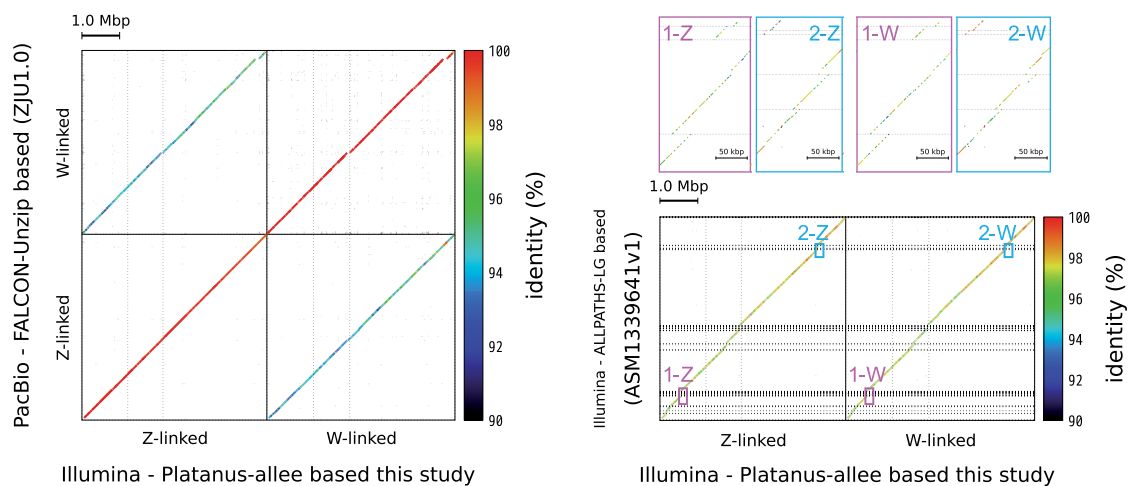 1.0 Mbp
PacBio - FALCON-Unzip based (ZJU1.0)
W-linked
Z-linked
Z-linked
W-linked
Illumina - Platanus-allee based this study
100
98
96
94
92
90
identity (%)
1-Z
2-Z
1-W
2-W
50 kbp
50 kbp
50 kbp
50 kbp
1.0 Mbp
Illumina - ALLPATHS-LG based
(ASM1339641v1)
2-Z
2-W
1-Z
1-W
Z-linked
W-linked
Illumina - Platanus-allee based this study
100
98
96
94
92
90
identity (%)